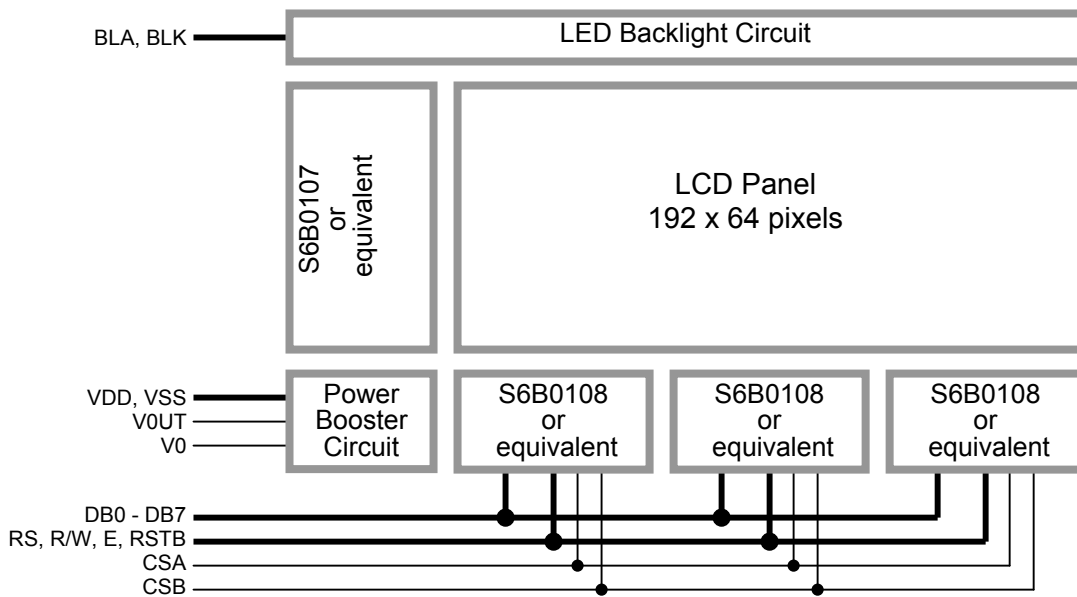 BLA, BLK
LED Backlight Circuit
S6B0107
or
equivalent
LCD Panel
192 x 64 pixels
VDD, VSS
V0UT
V0
Power
Booster
Circuit
S6B0108
or
equivalent
S6B0108
or
equivalent
S6B0108
or
equivalent
DB0 - DB7
RS, R/W, E, RSTB
CSA
CSB